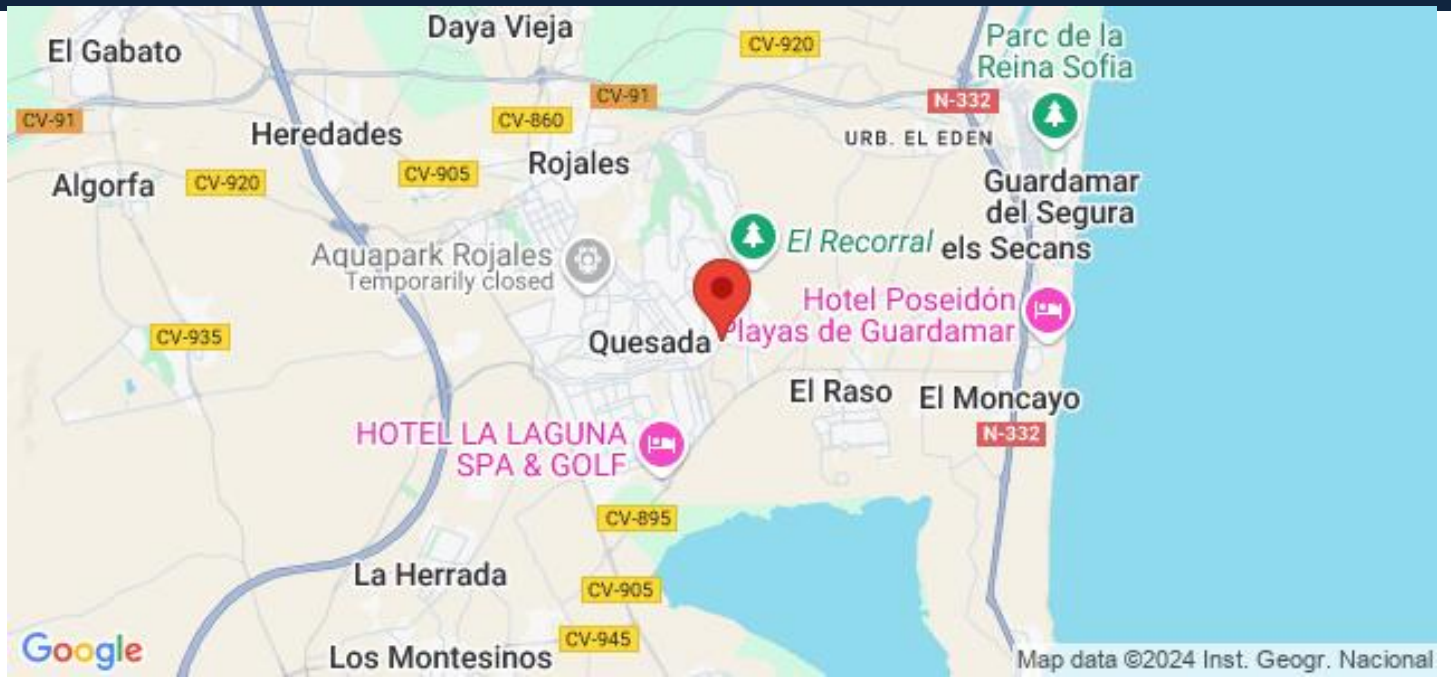 Daya Vieja
El Gabato
CV-920
Parc de la
Reina Sofia
CV-91
N-332
CV-91
CV-860
Heredades
URB. EL EDEN
Rojales
CV-905
Algorfa
CV-920
Guardamar
del Segura
El Recorral
els Secans
Aquapark Rojales
Temporarily closed
Hotel Poseidón
Playas de Guardamar
CV-935
Quesada
El Raso
El Moncayo
HOTEL LA LAGUNA
SPA & GOLF
N-332
CV-895
La Herrada
CV-905
CV-945
Google
Los Montesinos
Map data ©2024 Inst. Geogr. Nacional